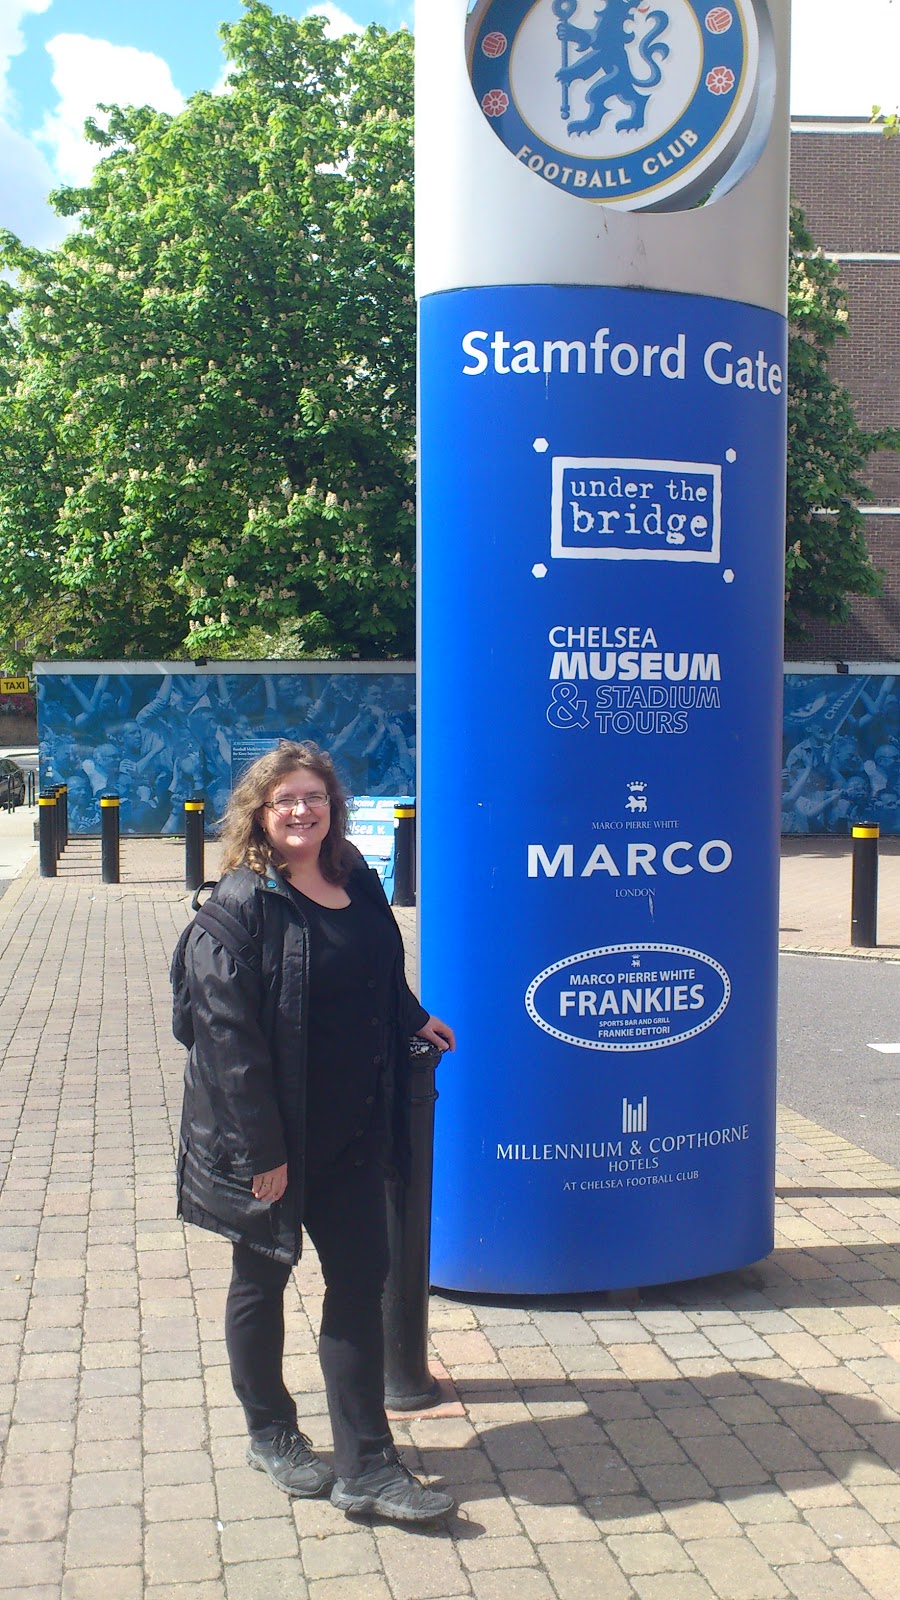 FOOTBALL CLUB
Stamford Gate
under the
bridge
CHELSEA
MUSEUM
& STADIUM
TOURS
MARCO PIERRE WHITE
MARCO
LONDON
MARCO PIERRE WHITE
FRANKIES
SPORTS BAR AND GRILL
FRANKIE DETTORI
MILLENNIUM & COPTHORNE
HOTELS
AT CHELSEA FOOTBALL CLUB
TAXI